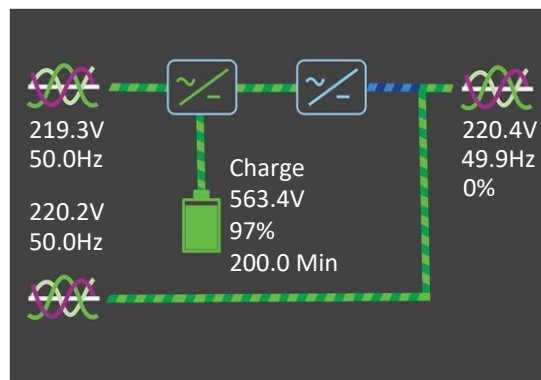 219.3V
50.0Hz
220.2V
50.0Hz
Charge
563.4V
97%
200.0 Min
220.4V
49.9Hz
0%